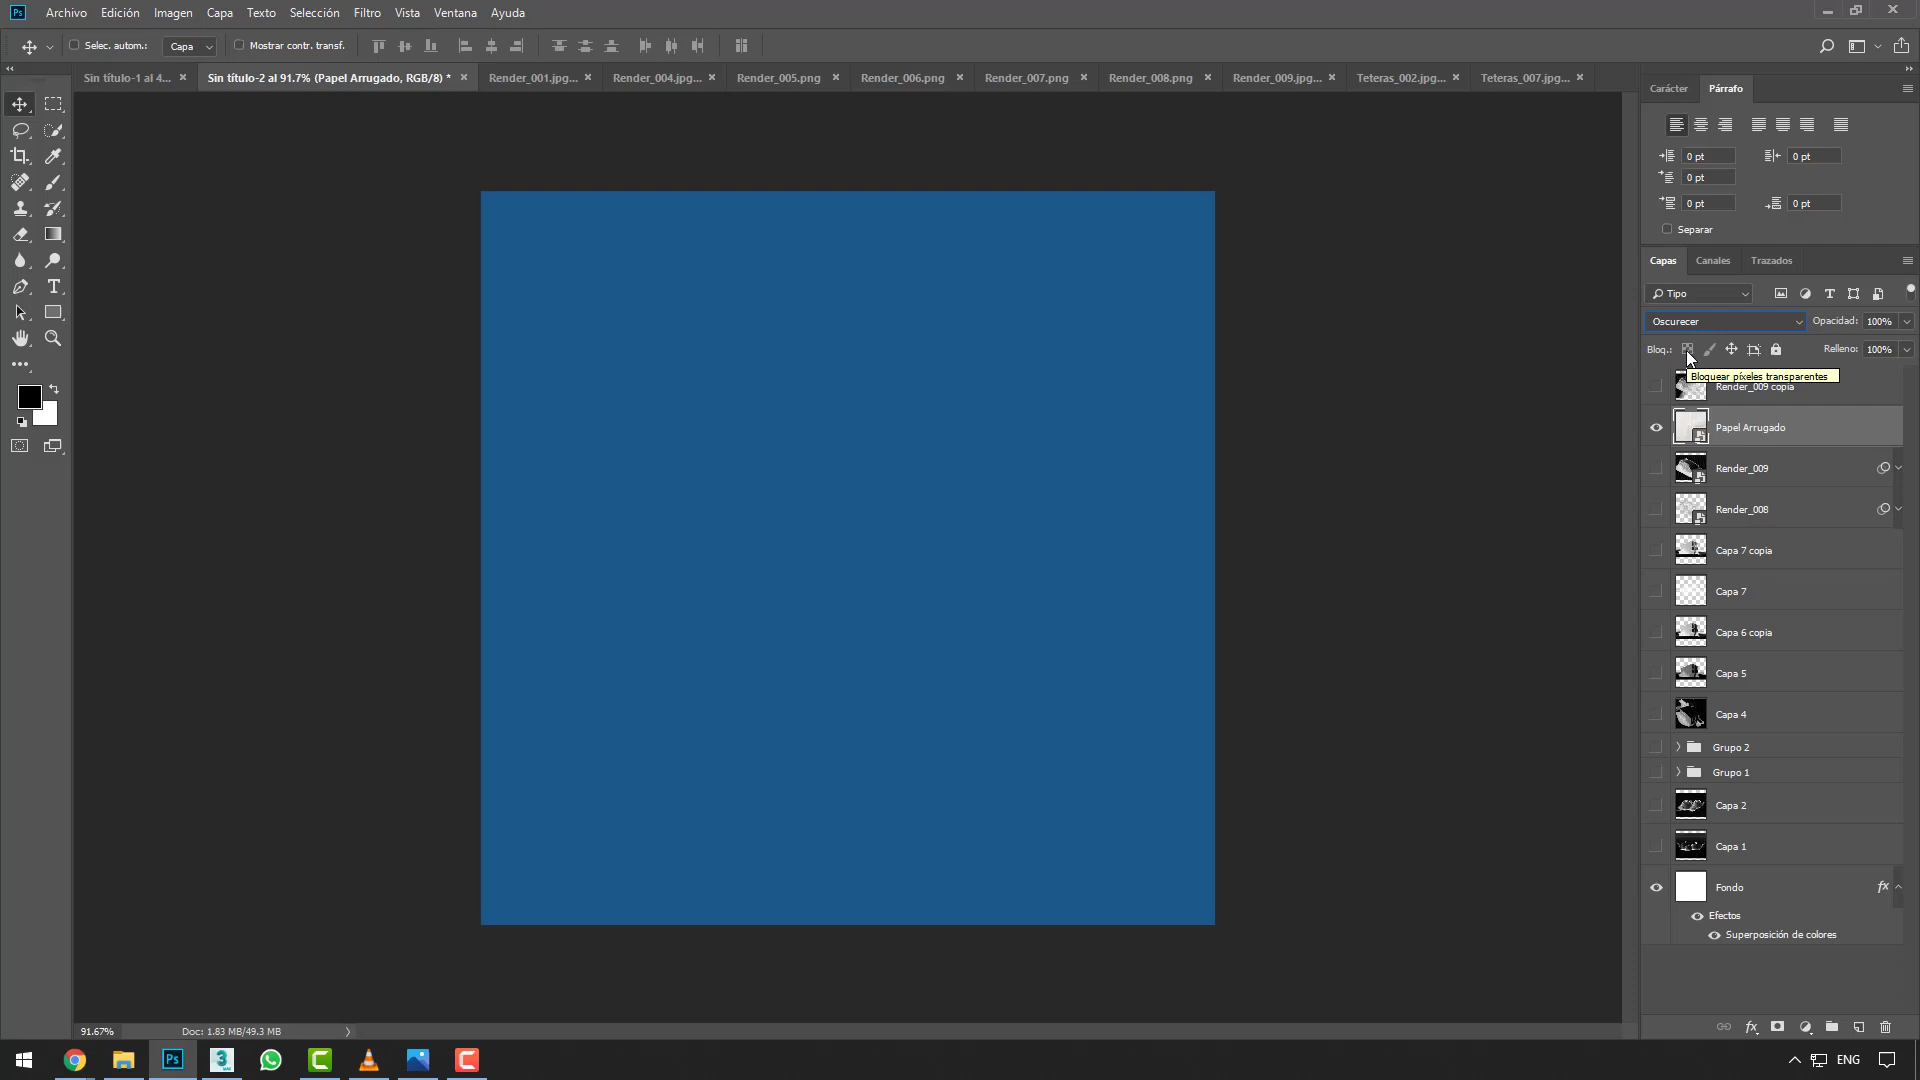 Ps Archivo Edición Imagen Capa Texto Selección Filtro Vista Ventana Ayuda
Selec. autom.: Capa Mostrar contr. transf.
Sin título-1 al 4... × Sin título-2 al 91.7% (Papel Arrugado, RGB/8) * × Render_001.jpg... × Render_004.jpg... × Render_005.png × Render_006.png × Render_007.png × Render_008.png × Render_009.jpg... × Teteras_002.jpg... × Teteras_007.jpg... ×
Carácter Párrafo
0 pt 0 pt
0 pt
0 pt 0 pt
Separar
Capas Canales Trazados
Tipo
Oscurecer Opacidad: 100%
Bloq.: Relleno: 100%
Bloquear píxeles transparentes
Render_009 copia
Papel Arrugado
Render_009
Render_008
Capa 7 copia
Capa 7
Capa 6 copia
Capa 5
Capa 4
Grupo 2
Grupo 1
Capa 2
Capa 1
Fondo fx
Efectos
Superposición de colores
91.67% Doc: 1.83 MB/49.3 MB
fx
Ps 3 MAX C C ENG